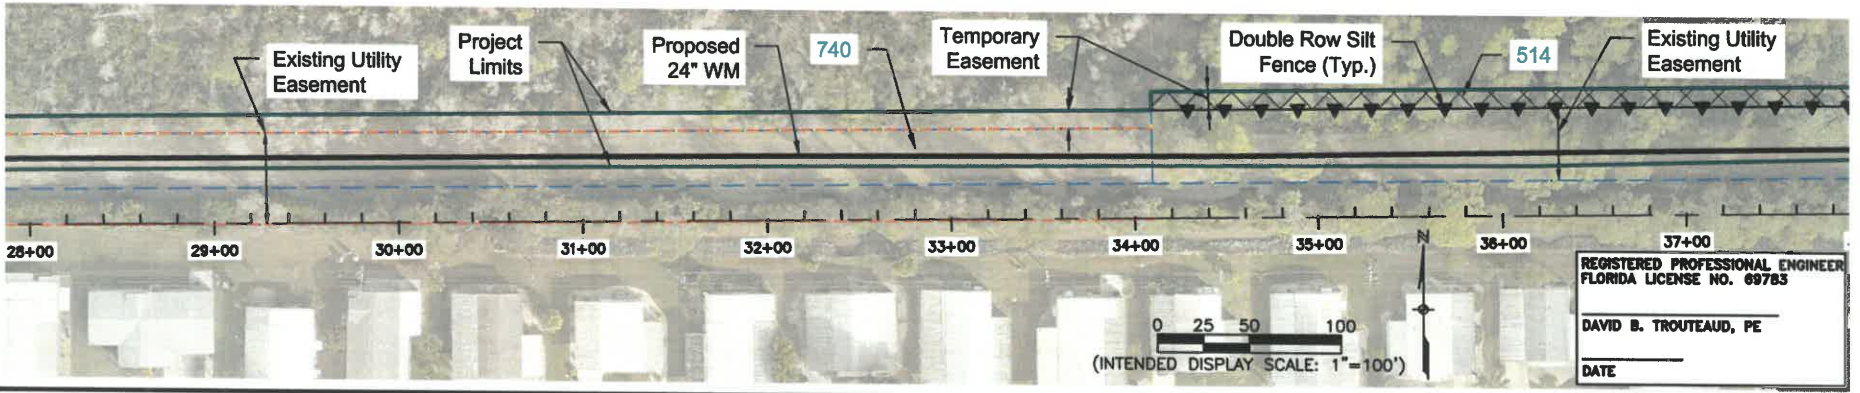 Existing Utility
Easement
Project
Limits
Proposed
24" WM
740
Temporary
Easement
Double Row Silt
Fence (Typ.)
514
Existing Utility
Easement
28+00
29+00
30+00
31+00
32+00
33+00
34+00
35+00
36+00
37+00
N
0 25 50 100
(INTENDED DISPLAY SCALE: 1"=100')
REGISTERED PROFESSIONAL ENGINEER
FLORIDA LICENSE NO. 69783
DAVID B. TROUTEAUD, PE
DATE